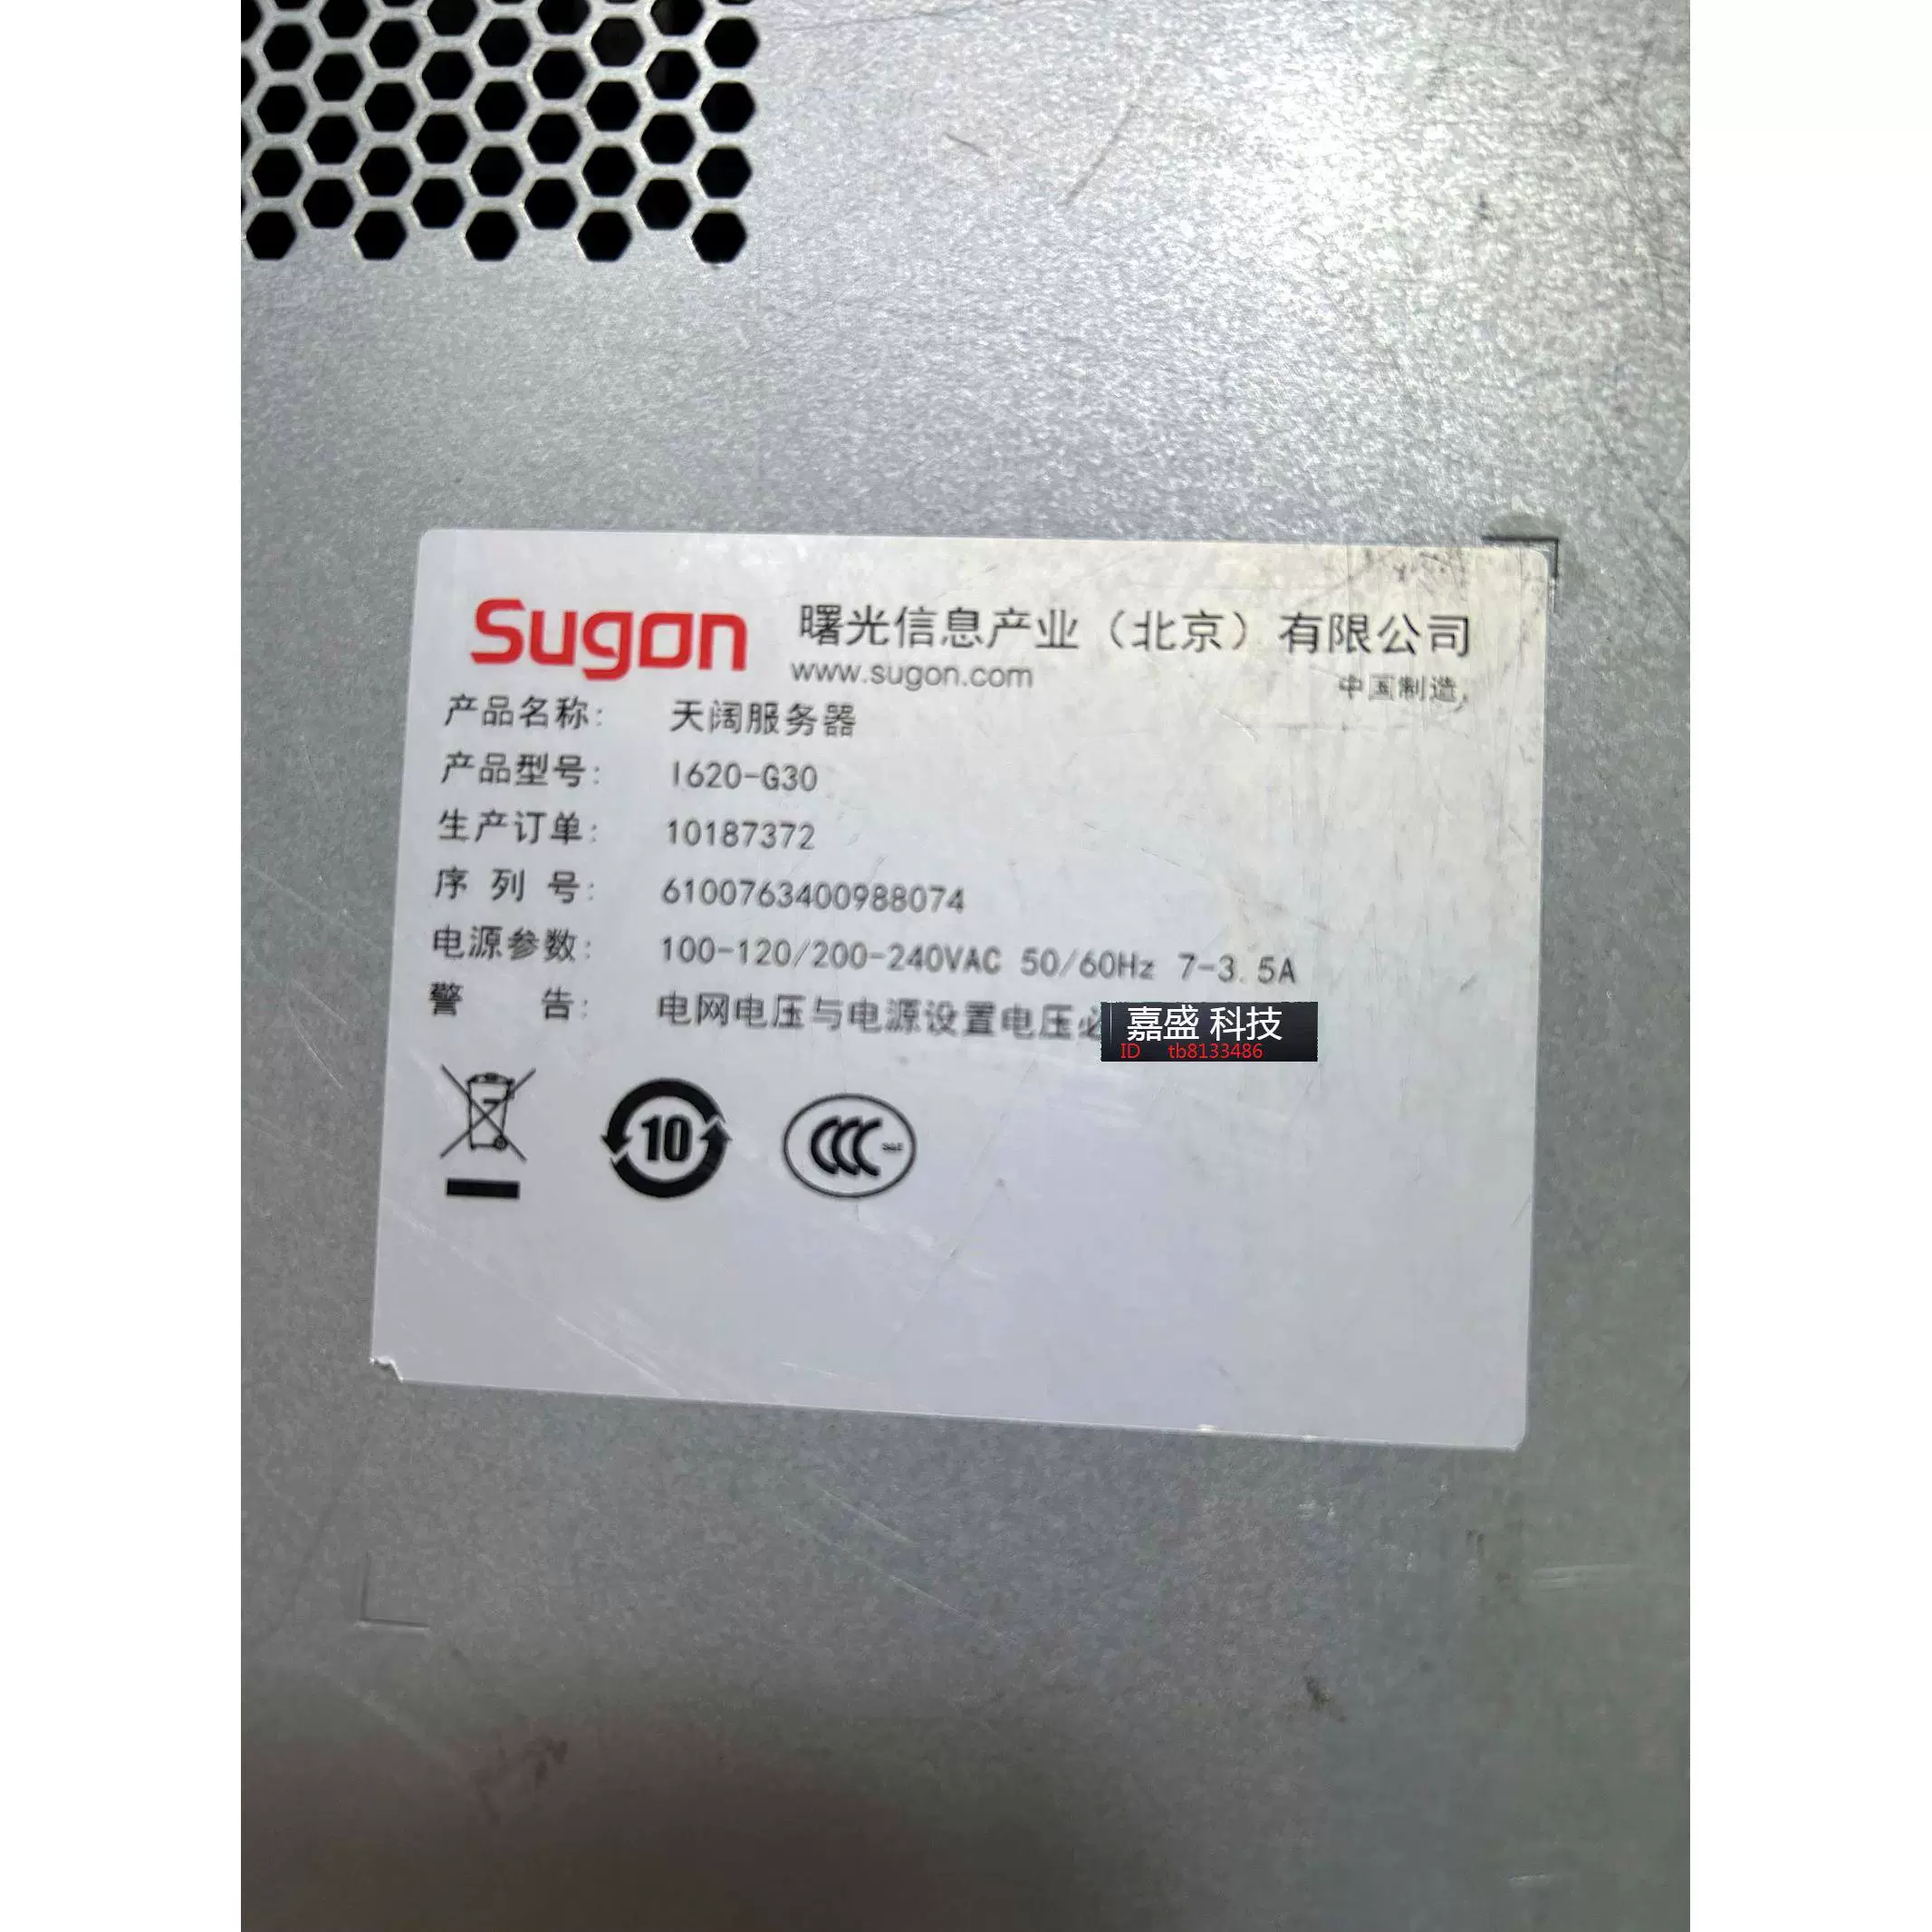 Sugon 曙光信息产业（北京）有限公司
www.sugon.com
中国制造
产品名称: 天阔服务器
产品型号: I620-G30
生产订单: 10187372
序列号: 6100763400988074
电源参数: 100-120/200-240VAC 50/60Hz 7-3.5A
警告: 电网电压与电源设置电压必
嘉盛 科技
ID tb8133486
10
CCC